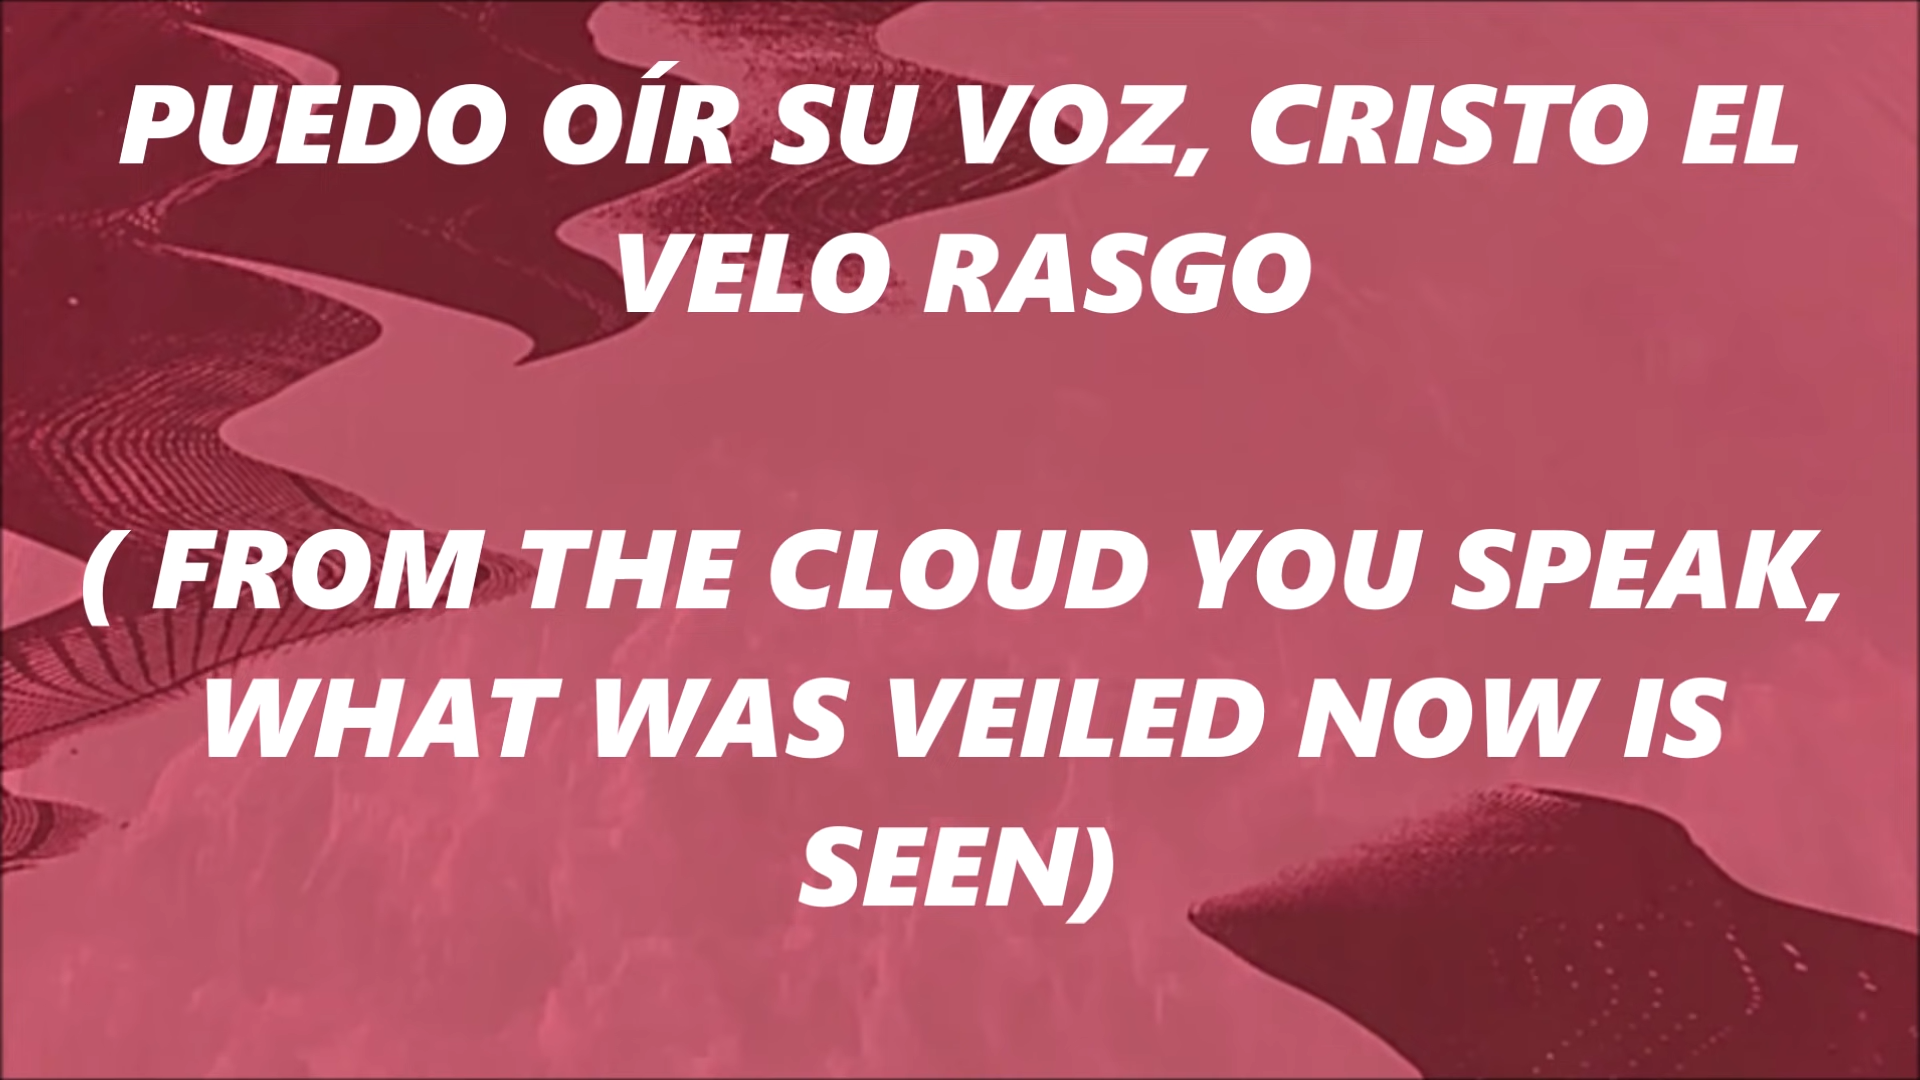 PUEDO OÍR SU VOZ, CRISTO EL
VELO RASGO
( FROM THE CLOUD YOU SPEAK,
WHAT WAS VEILED NOW IS
SEEN)